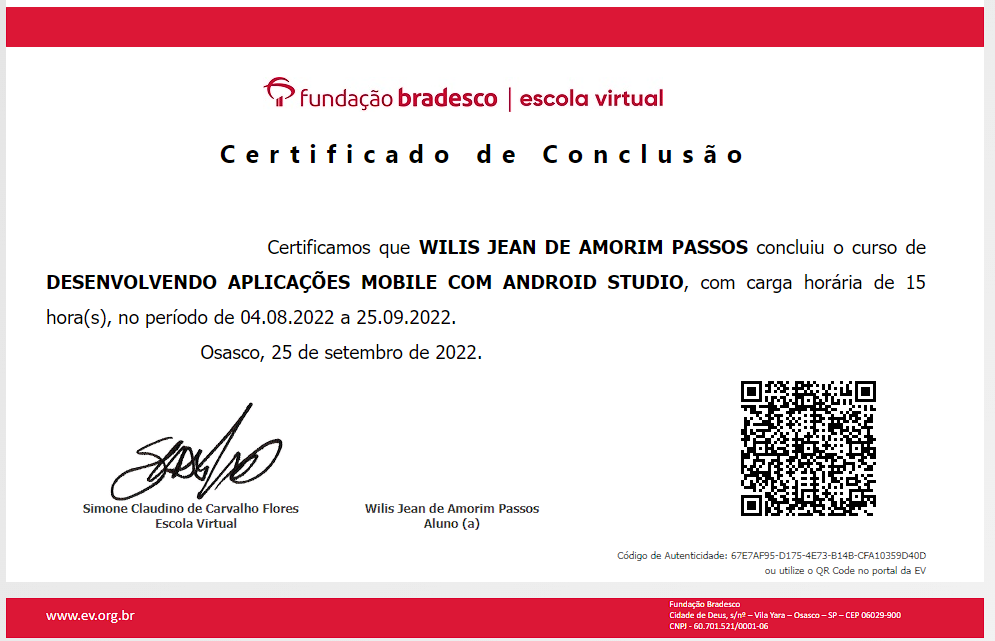 fundação bradesco | escola virtual
Certificado de Conclusão
Certificamos que WILIS JEAN DE AMORIM PASSOS concluiu o curso de
DESENVOLVENDO APLICAÇÕES MOBILE COM ANDROID STUDIO, com carga horária de 15
hora(s), no período de 04.08.2022 a 25.09.2022.
Osasco, 25 de setembro de 2022.
Simone Claudino de Carvalho Flores
Escola Virtual
Wilis Jean de Amorim Passos
Aluno (a)
Código de Autenticidade: 67E7AF95-D175-4E73-B14B-CFA10359D40D
ou utilize o QR Code no portal da EV
www.ev.org.br
Fundação Bradesco
Cidade de Deus, s/nº – Vila Yara – Osasco – SP – CEP 06029-900
CNPJ - 60.701.521/0001-06